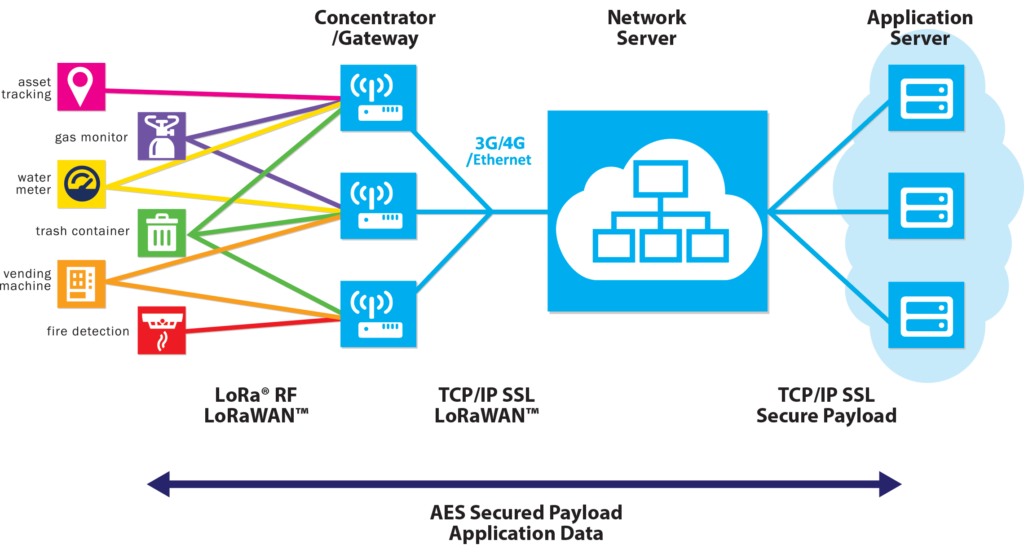 Concentrator
/Gateway
Network
Server
Application
Server
asset
tracking
gas monitor
water
meter
trash container
vending
machine
fire detection
3G/4G
/Ethernet
LoRa® RF
LoRaWAN™
TCP/IP SSL
LoRaWAN™
TCP/IP SSL
Secure Payload
AES Secured Payload
Application Data